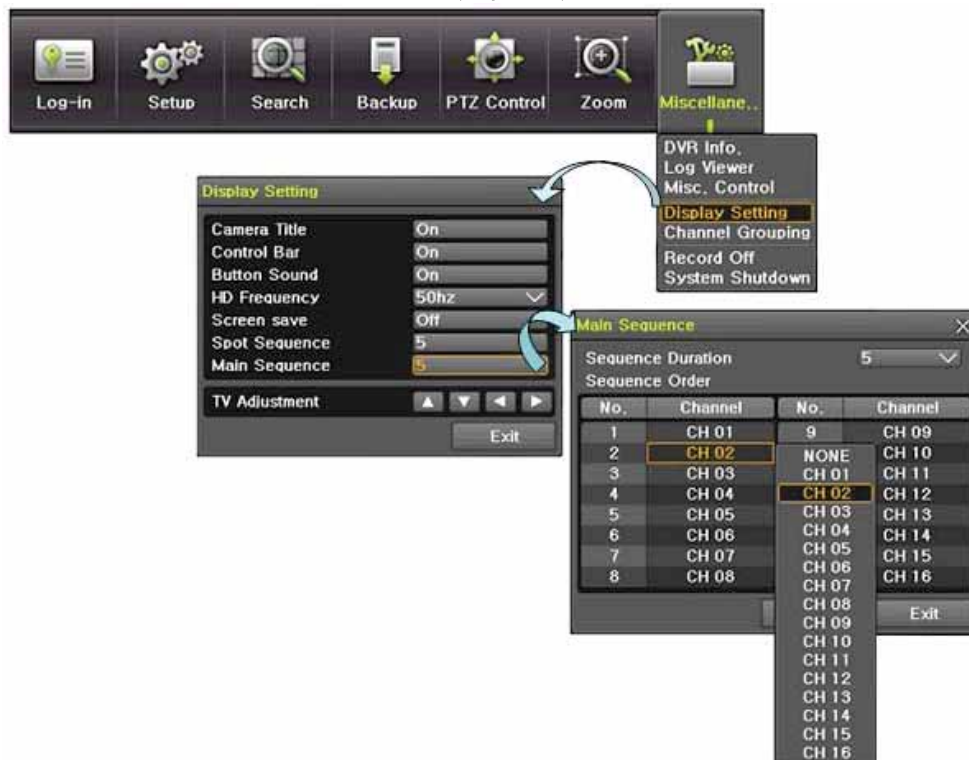 Log-in Setup Search Backup PTZ Control Zoom Miscellane..
DVR Info.
Log Viewer
Misc. Control
Display Setting
Channel Grouping
Record Off
System Shutdown
Display Setting
Camera Title On
Control Bar On
Button Sound On
HD Frequency 50hz
Screen save Off
Spot Sequence 5
Main Sequence 5
TV Adjustment
Exit
Main Sequence
Sequence Duration 5
Sequence Order
No. Channel No. Channel
1 CH 01 9 CH 09
2 CH 02 CH 10
3 CH 03 CH 11
4 CH 04 CH 12
5 CH 05 CH 13
6 CH 06 CH 14
7 CH 07 CH 15
8 CH 08 CH 16
Exit
NONE
CH 01
CH 02
CH 03
CH 04
CH 05
CH 06
CH 07
CH 08
CH 09
CH 10
CH 11
CH 12
CH 13
CH 14
CH 15
CH 16